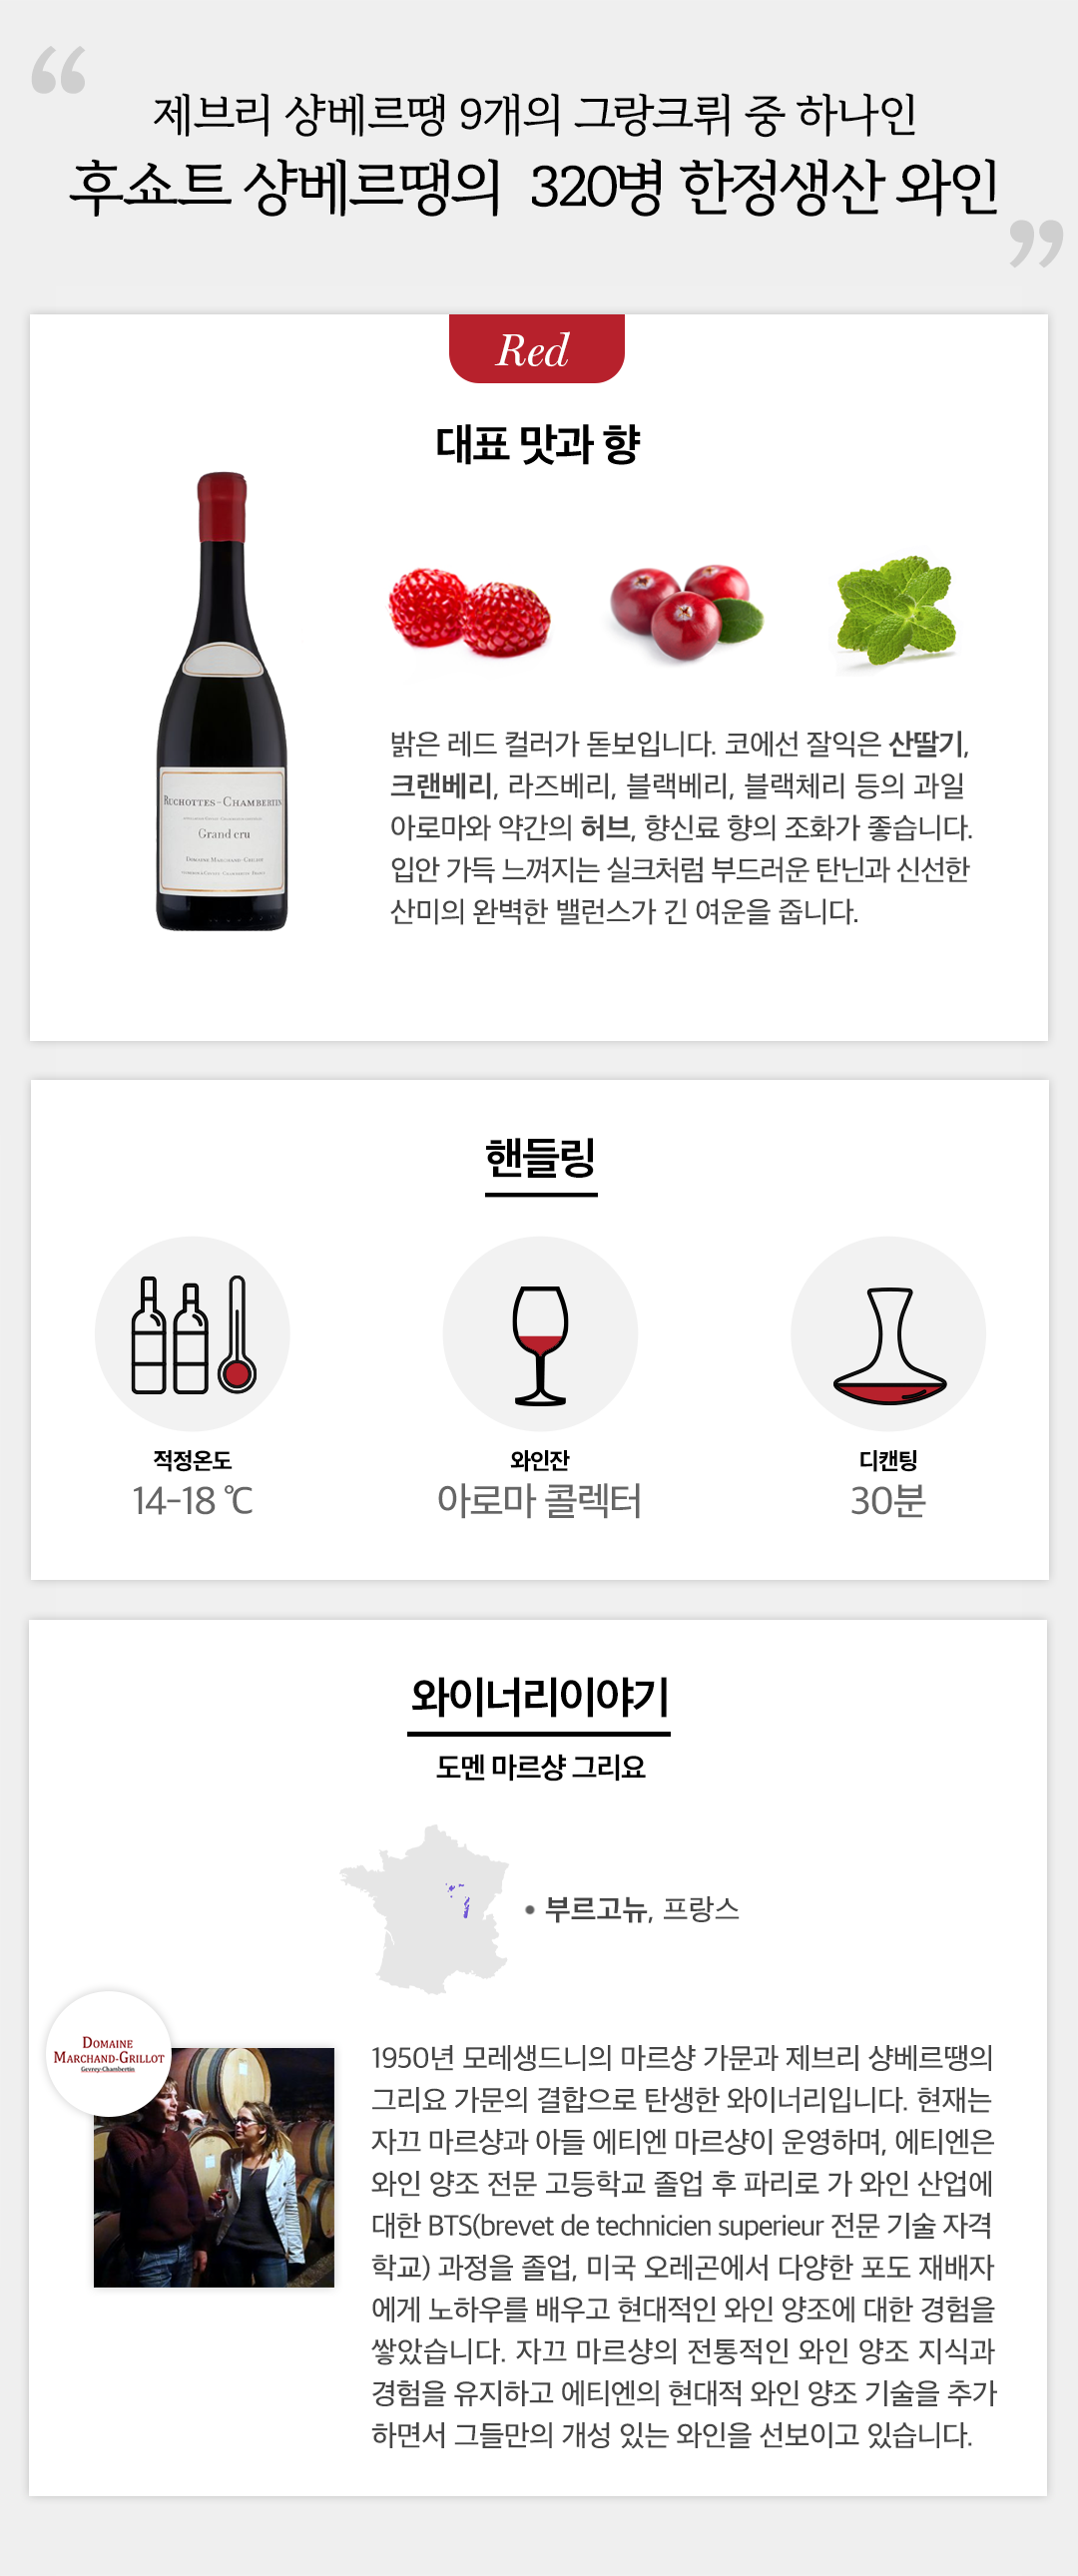 “
제브리 샹베르땡 9개의 그랑크뤼 중 하나인
후쇼트 샹베르땡의 320병 한정생산 와인
”
Red
대표 맛과 향
RUCHOTTES-CHAMBERTIN
Grand cru
DOMAINE MARCHAND-GRILLOT
밝은 레드 컬러가 돋보입니다. 코에선 잘익은 산딸기,
크랜베리, 라즈베리, 블랙베리, 블랙체리 등의 과일
아로마와 약간의 허브, 향신료 향의 조화가 좋습니다.
입안 가득 느껴지는 실크처럼 부드러운 탄닌과 신선한
산미의 완벽한 밸런스가 긴 여운을 줍니다.
핸들링
적정온도
14-18 ℃
와인잔
아로마 콜렉터
디캔팅
30분
와이너리이야기
도멘 마르샹 그리요
• 부르고뉴, 프랑스
DOMAINE
MARCHAND-GRILLOT
Gevrey-Chambertin
1950년 모레생드니의 마르샹 가문과 제브리 샹베르땡의
그리요 가문의 결합으로 탄생한 와이너리입니다. 현재는
자끄 마르샹과 아들 에티엔 마르샹이 운영하며, 에티엔은
와인 양조 전문 고등학교 졸업 후 파리로 가 와인 산업에
대한 BTS(brevet de technicien superieur 전문 기술 자격
학교) 과정을 졸업, 미국 오레곤에서 다양한 포도 재배자
에게 노하우를 배우고 현대적인 와인 양조에 대한 경험을
쌓았습니다. 자끄 마르샹의 전통적인 와인 양조 지식과
경험을 유지하고 에티엔의 현대적 와인 양조 기술을 추가
하면서 그들만의 개성 있는 와인을 선보이고 있습니다.